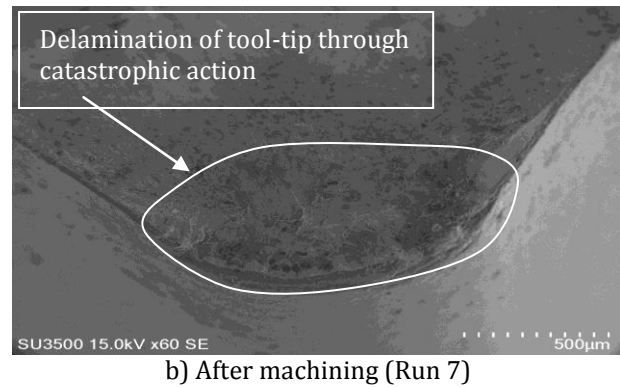 Delamination of tool-tip through
catastrophic action
SU3500 15.0kV x60 SE
500µm
b) After machining (Run 7)